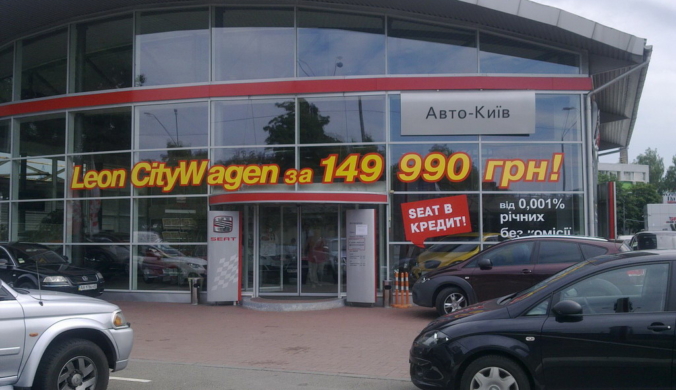 Авто-Київ
Leon CityWagen за 149 990 грн!
SEAT В
КРЕДИТ!
від 0,001%
річних
без комісії
SEAT